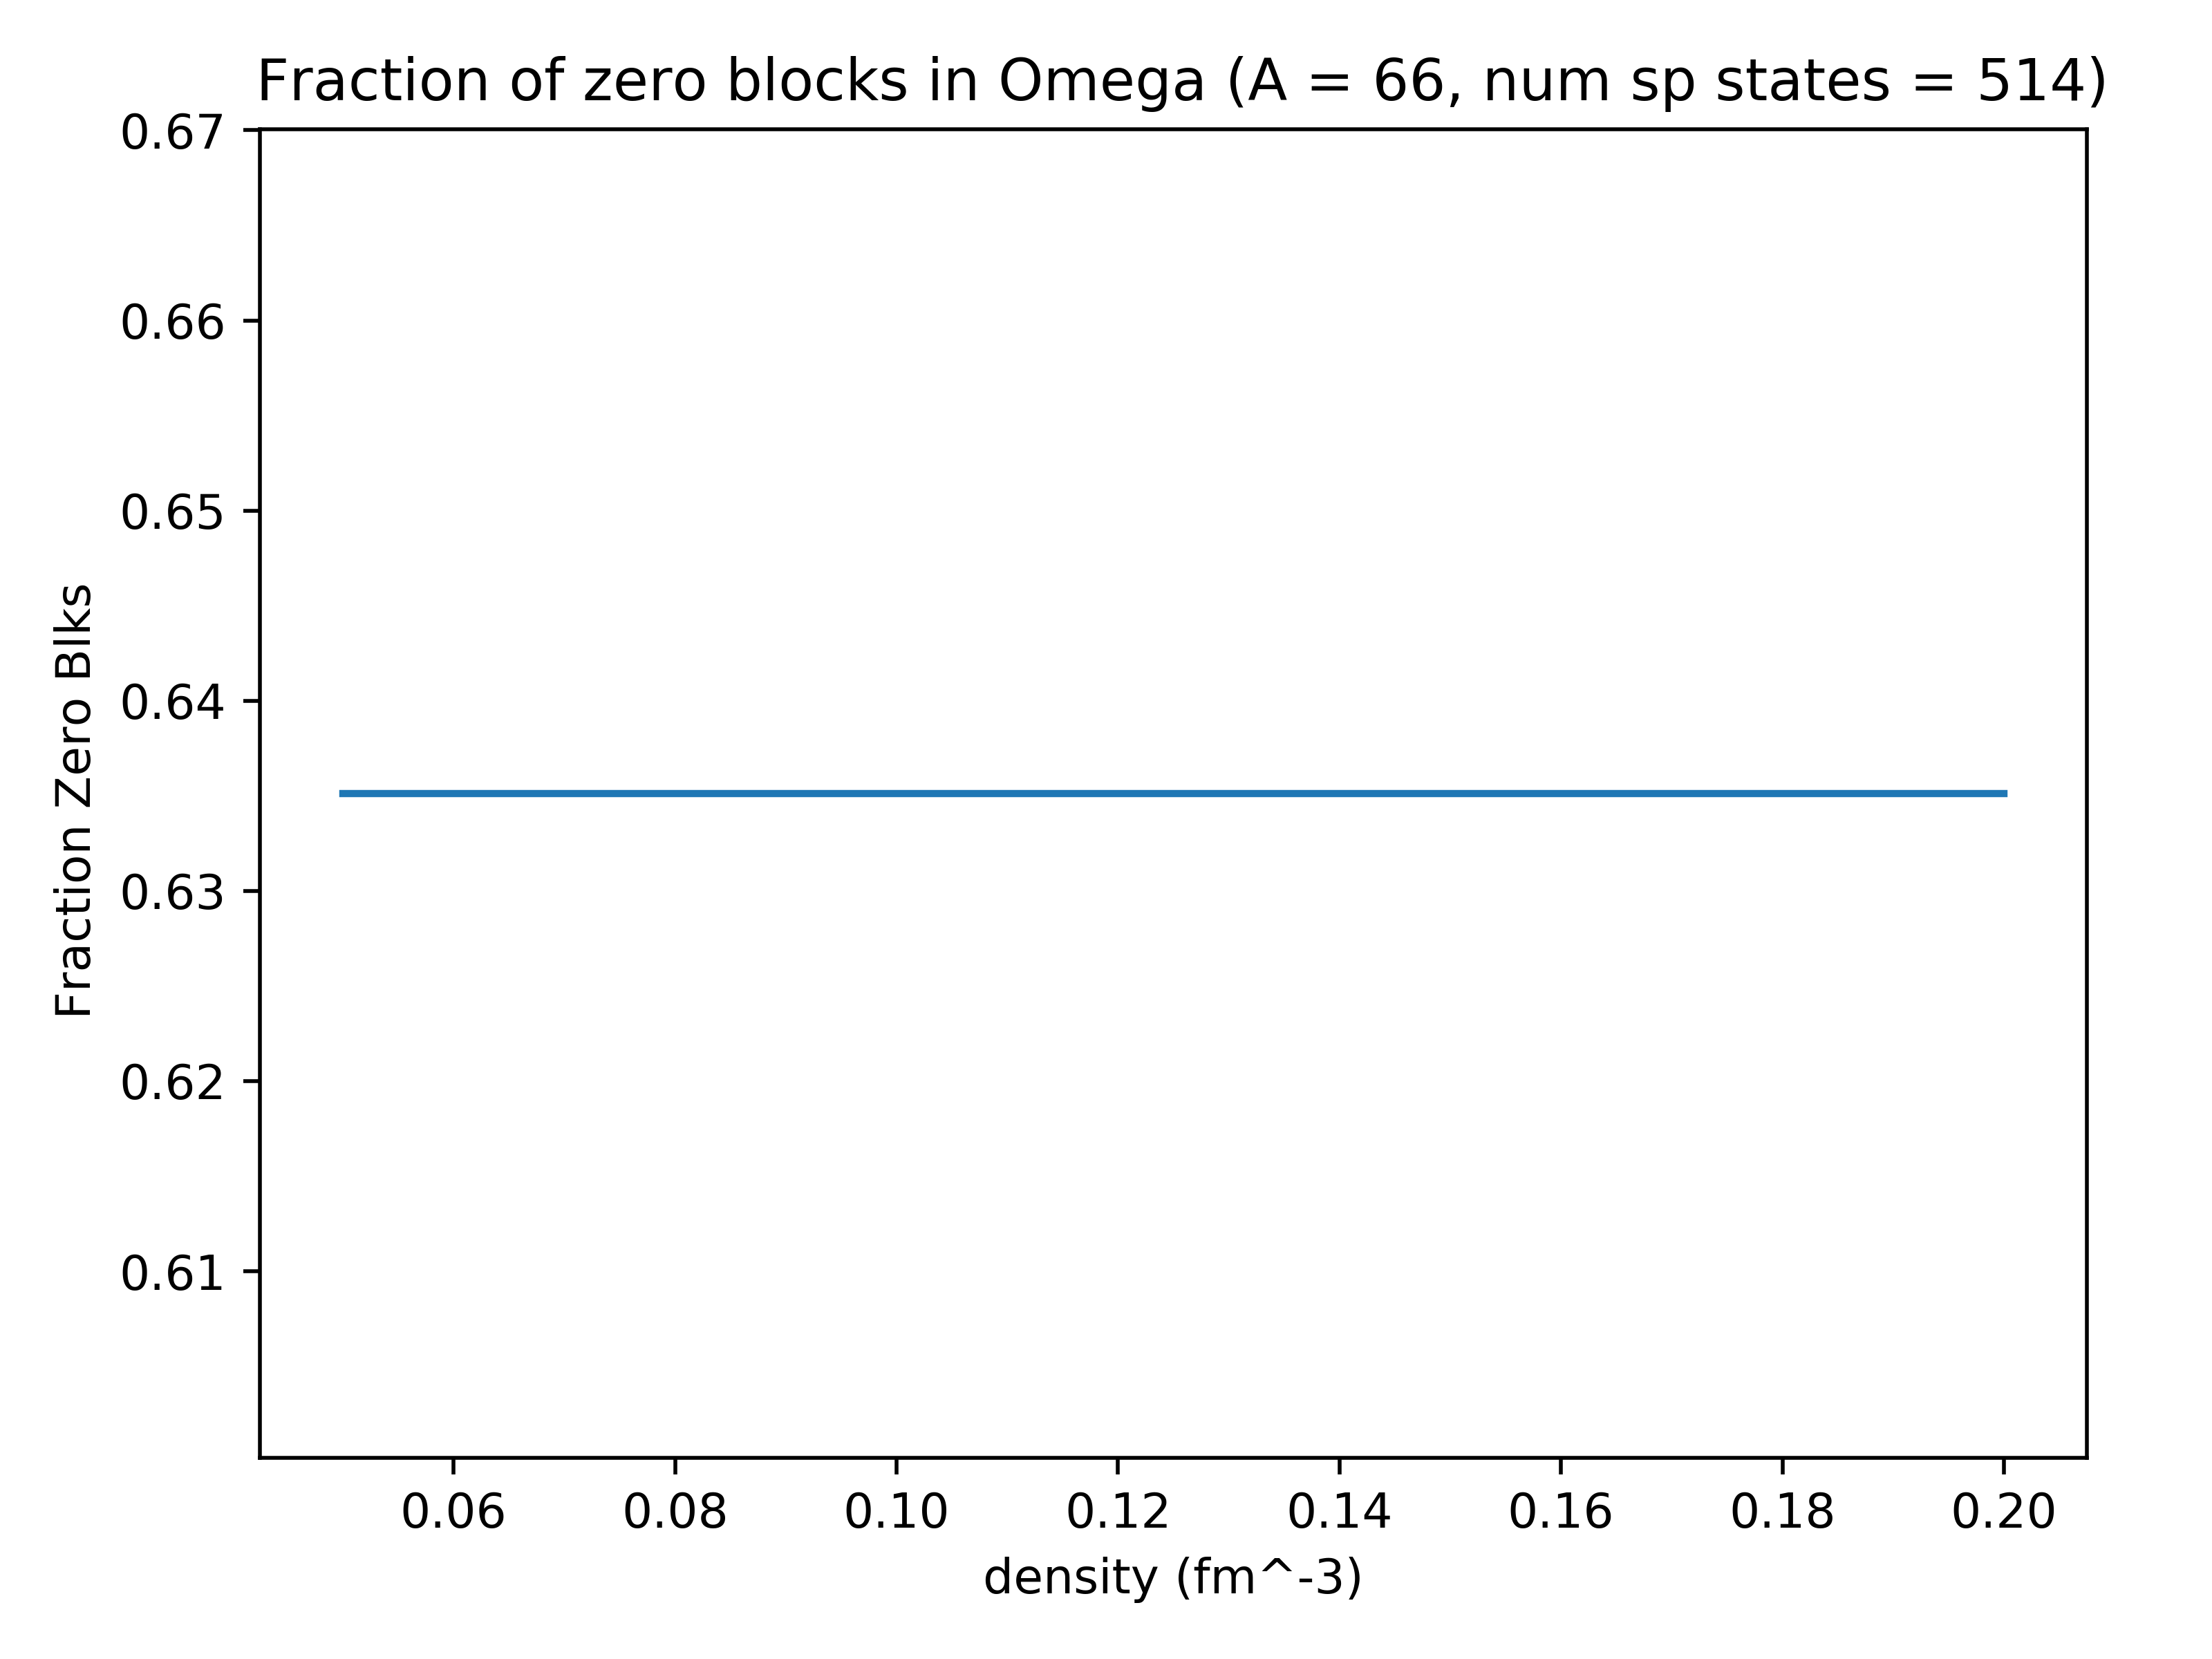 Fraction of zero blocks in Omega (A = 66, num sp states = 514)
0.67
0.66
0.65
0.64
0.63
0.62
0.61
Fraction Zero Blks
0.06 0.08 0.10 0.12 0.14 0.16 0.18 0.20
density (fm^-3)